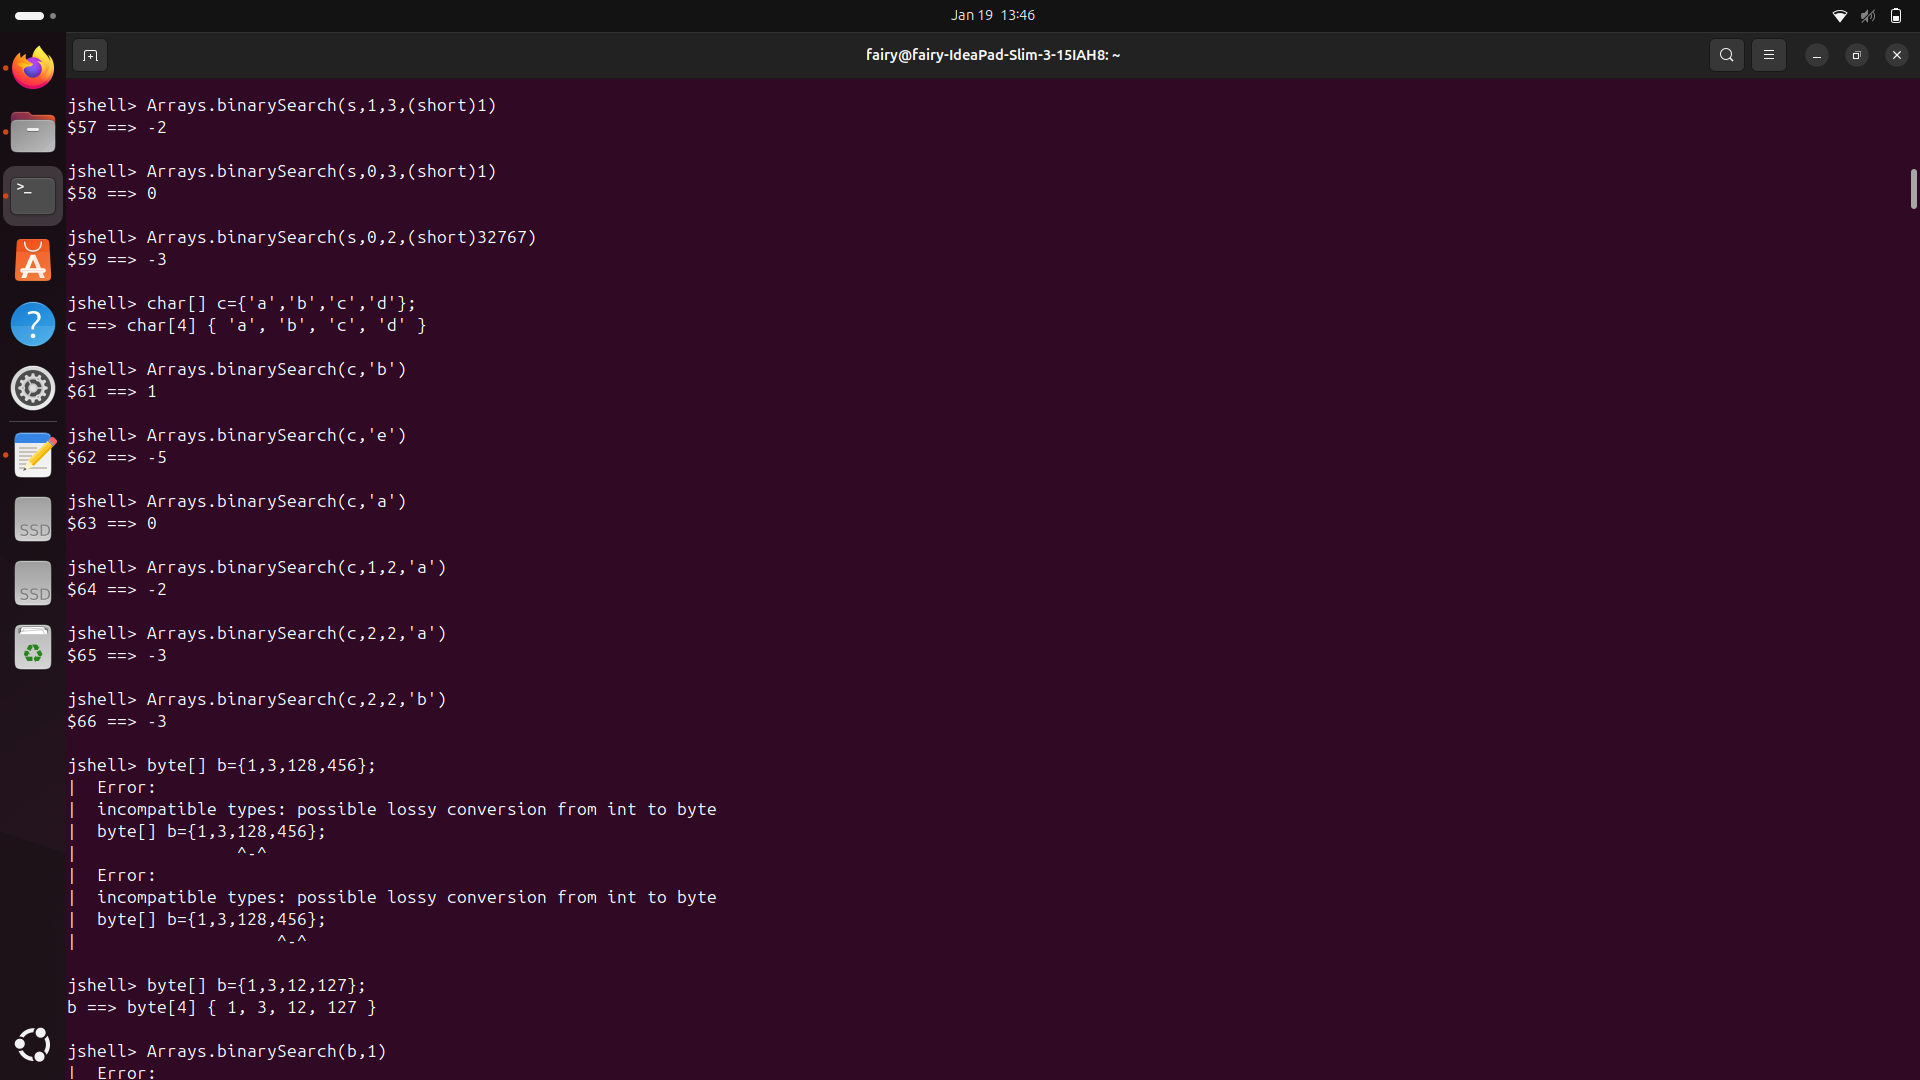 Jan 19 13:46
fairy@fairy-IdeaPad-Slim-3-15IAH8: ~
jshell> Arrays.binarySearch(s,1,3,(short)1)
$57 ==> -2
jshell> Arrays.binarySearch(s,0,3,(short)1)
$58 ==> 0
jshell> Arrays.binarySearch(s,0,2,(short)32767)
$59 ==> -3
jshell> char[] c={'a','b','c','d'};
c ==> char[4] { 'a', 'b', 'c', 'd' }
jshell> Arrays.binarySearch(c,'b')
$61 ==> 1
jshell> Arrays.binarySearch(c,'e')
$62 ==> -5
jshell> Arrays.binarySearch(c,'a')
$63 ==> 0
jshell> Arrays.binarySearch(c,1,2,'a')
$64 ==> -2
jshell> Arrays.binarySearch(c,2,2,'a')
$65 ==> -3
jshell> Arrays.binarySearch(c,2,2,'b')
$66 ==> -3
jshell> byte[] b={1,3,128,456};
|  Error:
|  incompatible types: possible lossy conversion from int to byte
|  byte[] b={1,3,128,456};
|                ^-^
|  Error:
|  incompatible types: possible lossy conversion from int to byte
|  byte[] b={1,3,128,456};
|                    ^-^
jshell> byte[] b={1,3,12,127};
b ==> byte[4] { 1, 3, 12, 127 }
jshell> Arrays.binarySearch(b,1)
|  Error:
>_
?
SSD
SSD